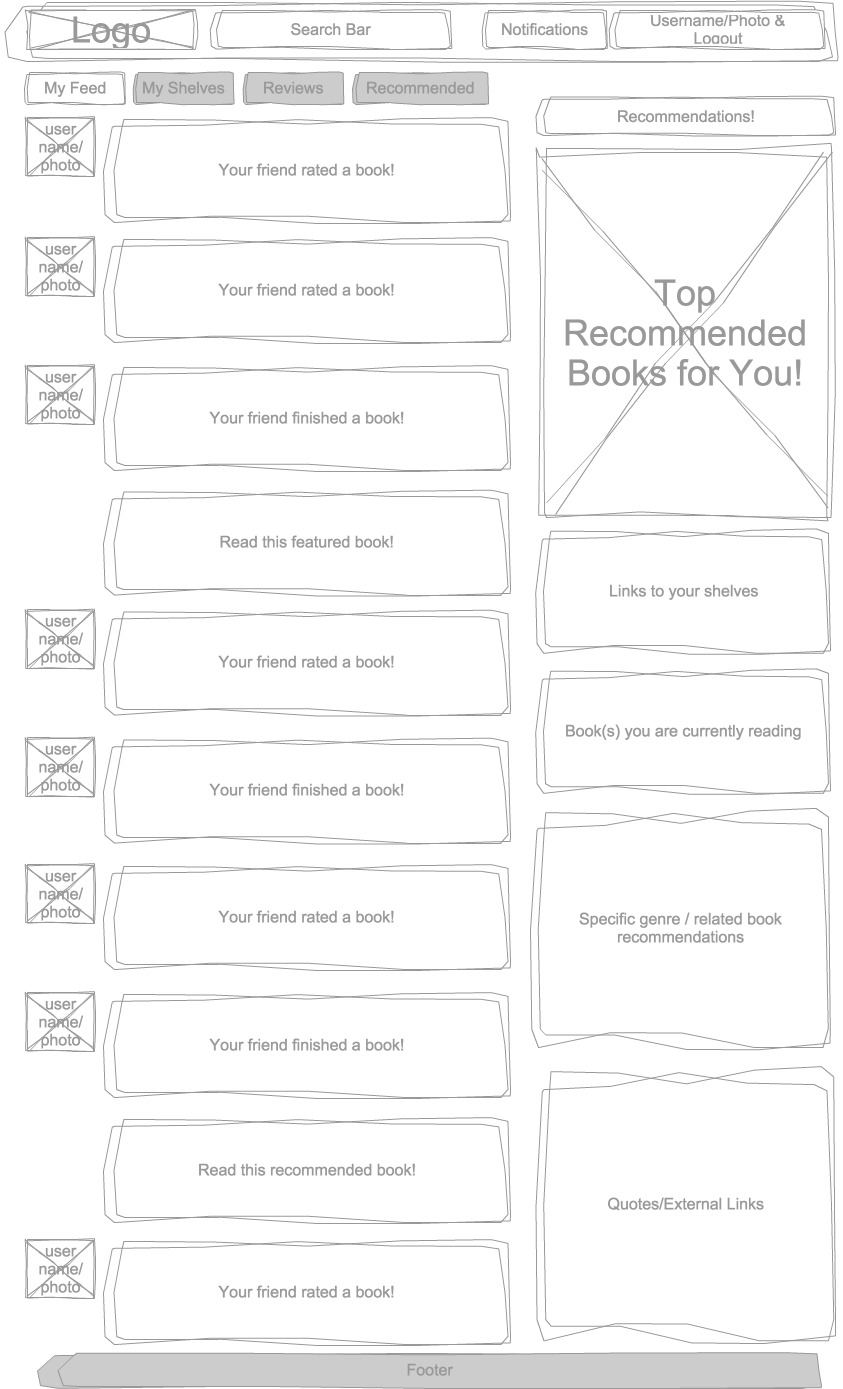 Logo
Search Bar
Notifications
Username/Photo &
Logout
My Feed
My Shelves
Reviews
Recommended
user
name/
photo
Your friend rated a book!
user
name/
photo
Your friend rated a book!
user
name/
photo
Your friend finished a book!
Read this featured book!
user
name/
photo
Your friend rated a book!
user
name/
photo
Your friend finished a book!
user
name/
photo
Your friend rated a book!
user
name/
photo
Your friend finished a book!
Read this recommended book!
user
name/
photo
Your friend rated a book!
Recommendations!
Top
Recommended
Books for You!
Links to your shelves
Book(s) you are currently reading
Specific genre / related book
recommendations
Quotes/External Links
Footer